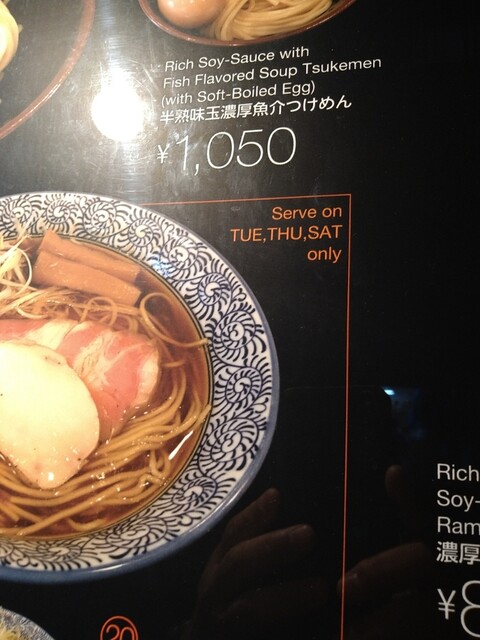 Rich Soy-Sauce with
Fish Flavored Soup Tsukemen
(with Soft-Boiled Egg)
半熟味玉濃厚魚介つけめん
¥1,050
Serve on
TUE,THU,SAT
only
Rich
Soy-
Ram
濃厚
¥8
20